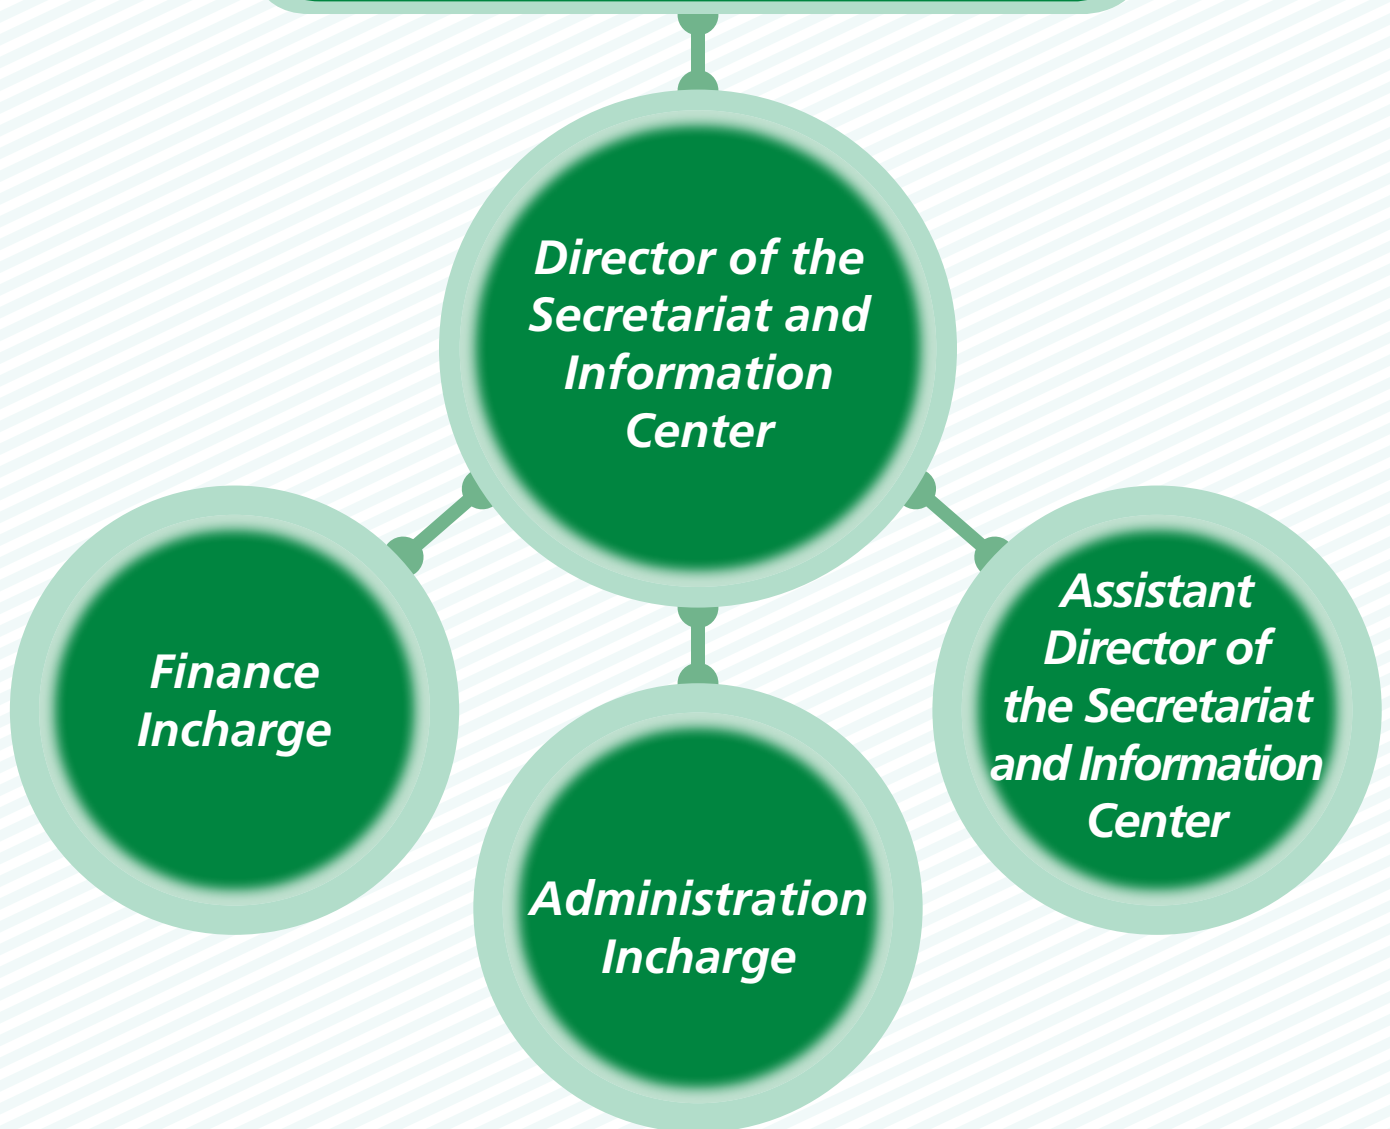 Director of the
Secretariat and
Information
Center
Finance
Incharge
Assistant
Director of
the Secretariat
and Information
Center
Administration
Incharge